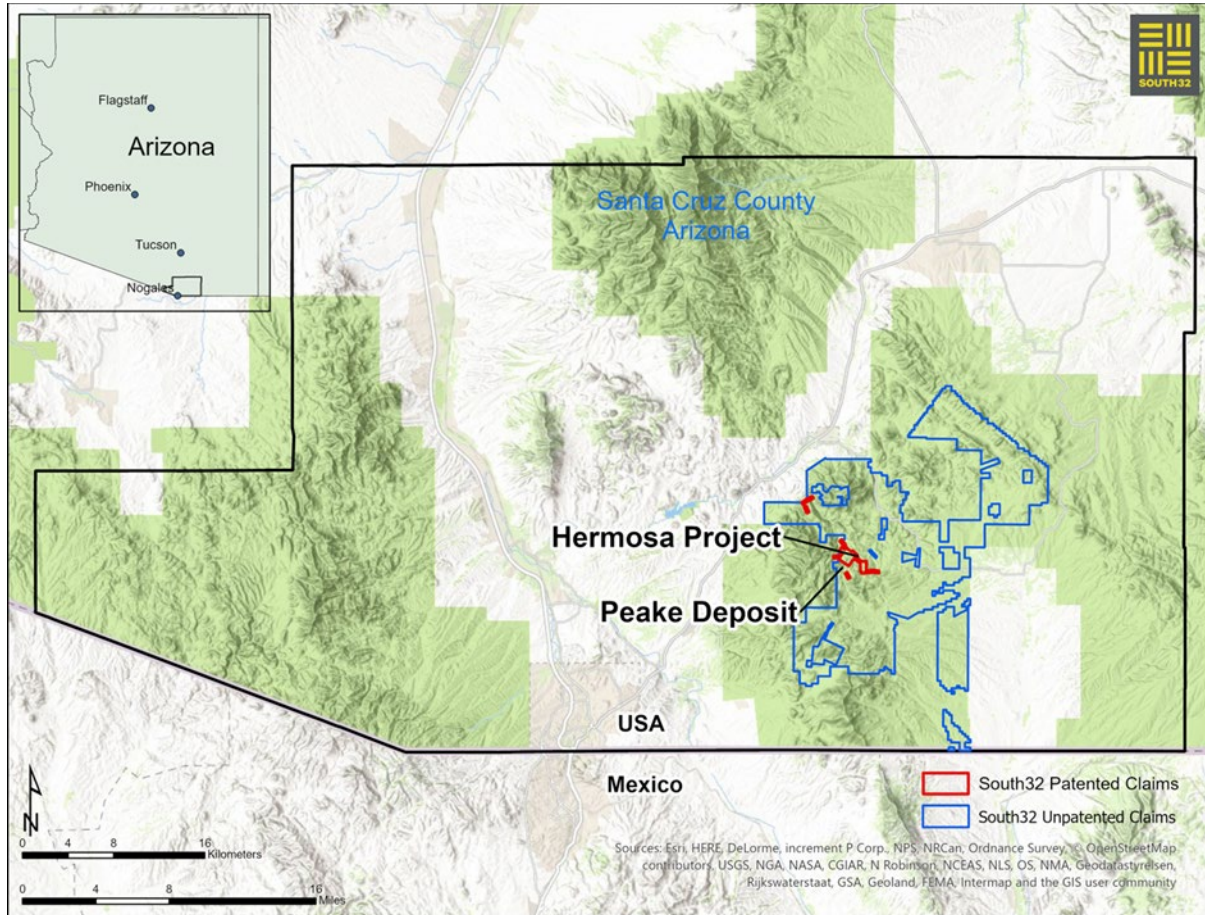 SOUTH32
Flagstaff
Arizona
Phoenix
Tucson
Nogales
Santa Cruz County
Arizona
Hermosa Project
Peake Deposit
USA
Mexico
South32 Patented Claims
South32 Unpatented Claims
N
0 4 8 16
Kilometers
0 4 8 16
Miles
Sources: Esri, HERE, DeLorme, increment P Corp., NPS, NRCan, Ordnance Survey, © OpenStreetMap
contributors, USGS, NGA, NASA, CGIAR, N Robinson, NCEAS, NLS, OS, NMA, Geodatastyrelsen,
Rijkswaterstaat, GSA, Geoland, FEMA, Intermap and the GIS user community